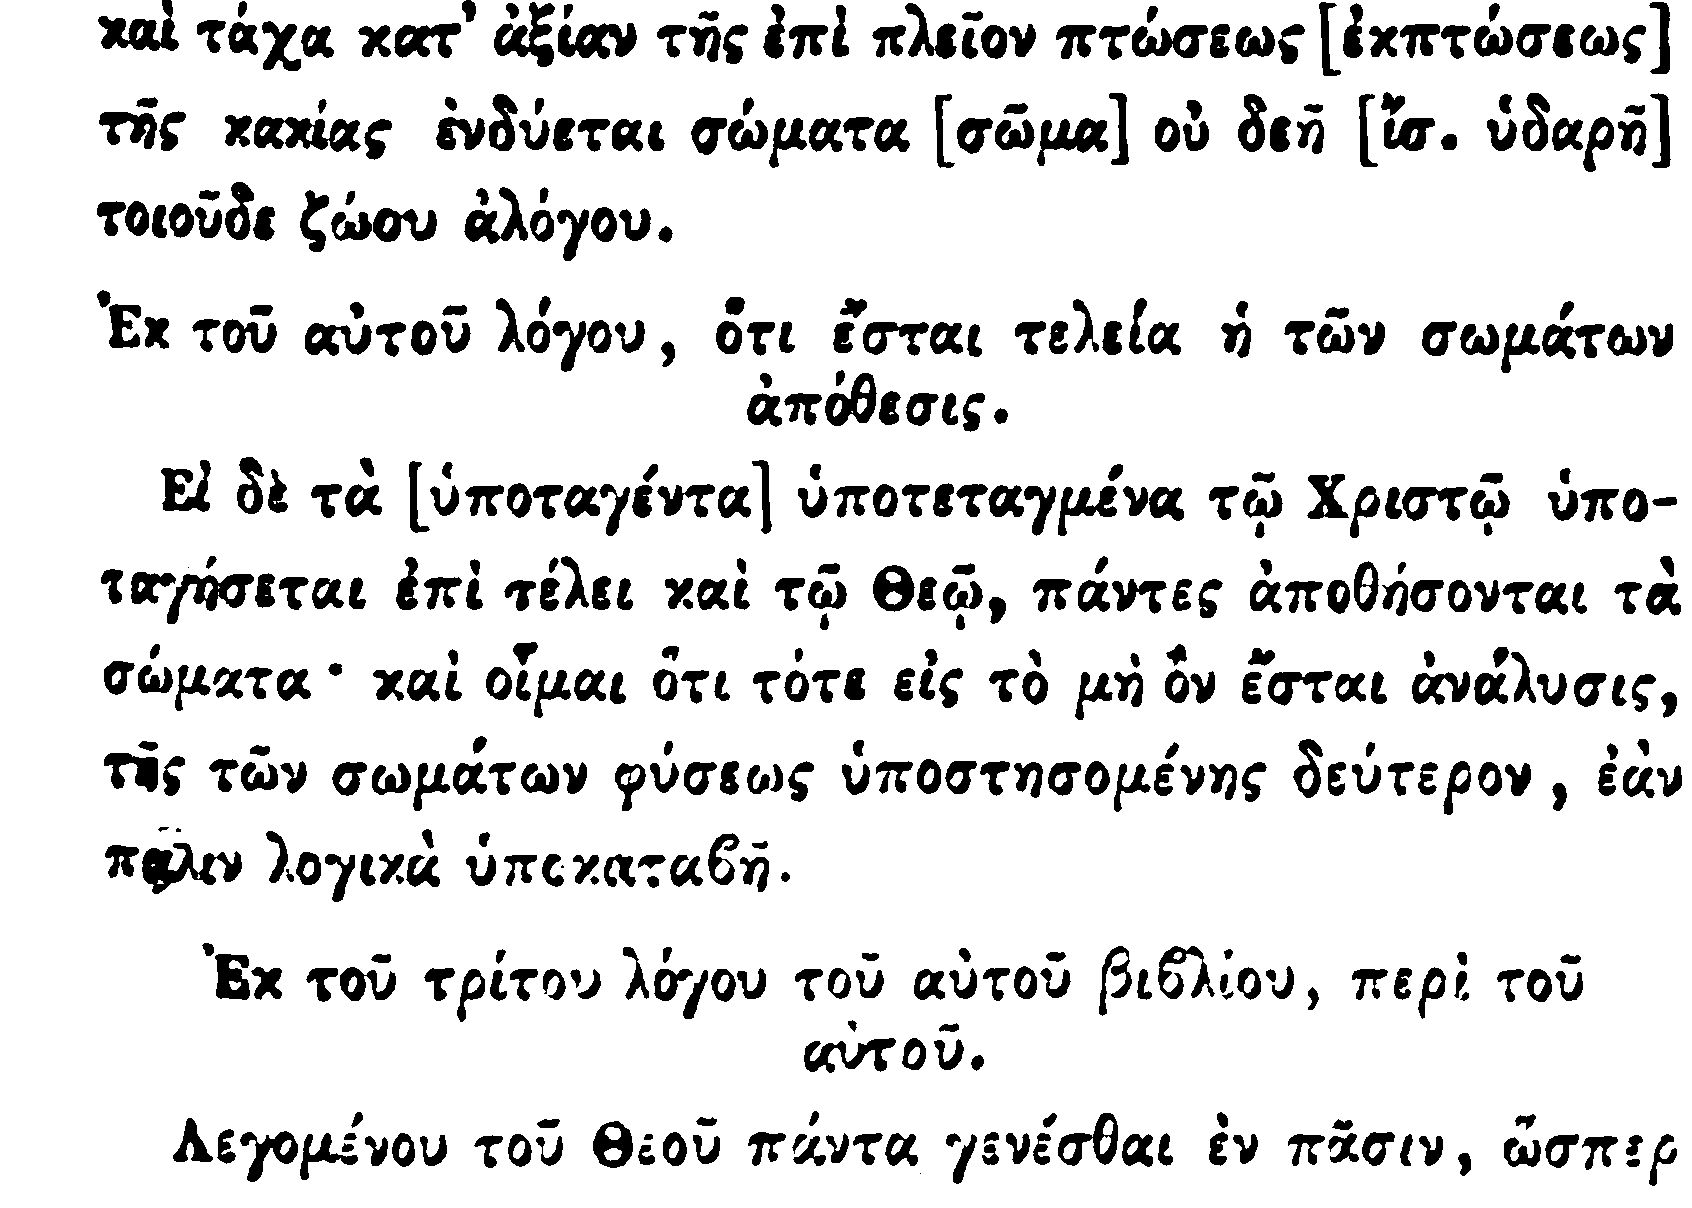 καὶ τάχα κατ' ἀξίαν τῆς ἐπὶ πλεῖον πτώσεως [ἐκπτώσεως]
τῆς κακίας ἐνδύεται σώματα [σῶμα] οὐ δεῆ [ἴσ. ὑδαρῆ]
τοιοῦδε ζώου ἀλόγου.
Ἐκ τοῦ αὐτοῦ λόγου, ὅτι ἔσται τελεία ἡ τῶν σωμάτων
ἀπόθεσις.
Εἰ δὲ τὰ [ὑποταγέντα] ὑποτεταγμένα τῷ Χριστῷ ὑπο-
ταγήσεται ἐπὶ τέλει καὶ τῷ Θεῷ, πάντες ἀποθήσονται τὰ
σώματα· καὶ οἶμαι ὅτι τότε εἰς τὸ μὴ ὂν ἔσται ἀνάλυσις,
τῆς τῶν σωμάτων φύσεως ὑποστησομένης δεύτερον, ἐὰν
πάλιν λογικὰ ὑποκαταβῆ.
Ἐκ τοῦ τρίτου λόγου τοῦ αὐτοῦ βιβλίου, περὶ τοῦ
αὐτοῦ.
Λεγομένου τοῦ Θεοῦ πάντα γενέσθαι ἐν πᾶσιν, ὥσπερ